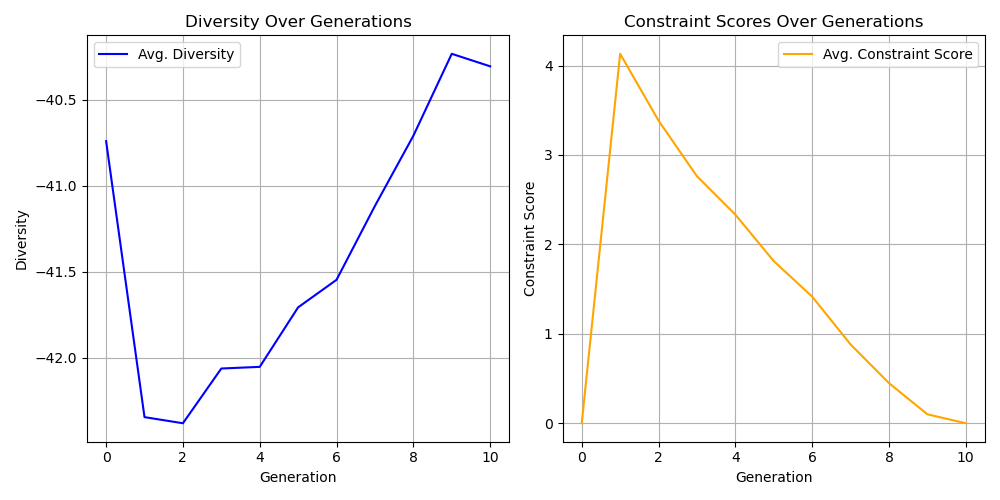 Diversity Over Generations
Avg. Diversity
−40.5
−41.0
−41.5
−42.0
Diversity
0 2 4 6 8 10
Generation
Constraint Scores Over Generations
Avg. Constraint Score
4
3
2
1
0
Constraint Score
0 2 4 6 8 10
Generation